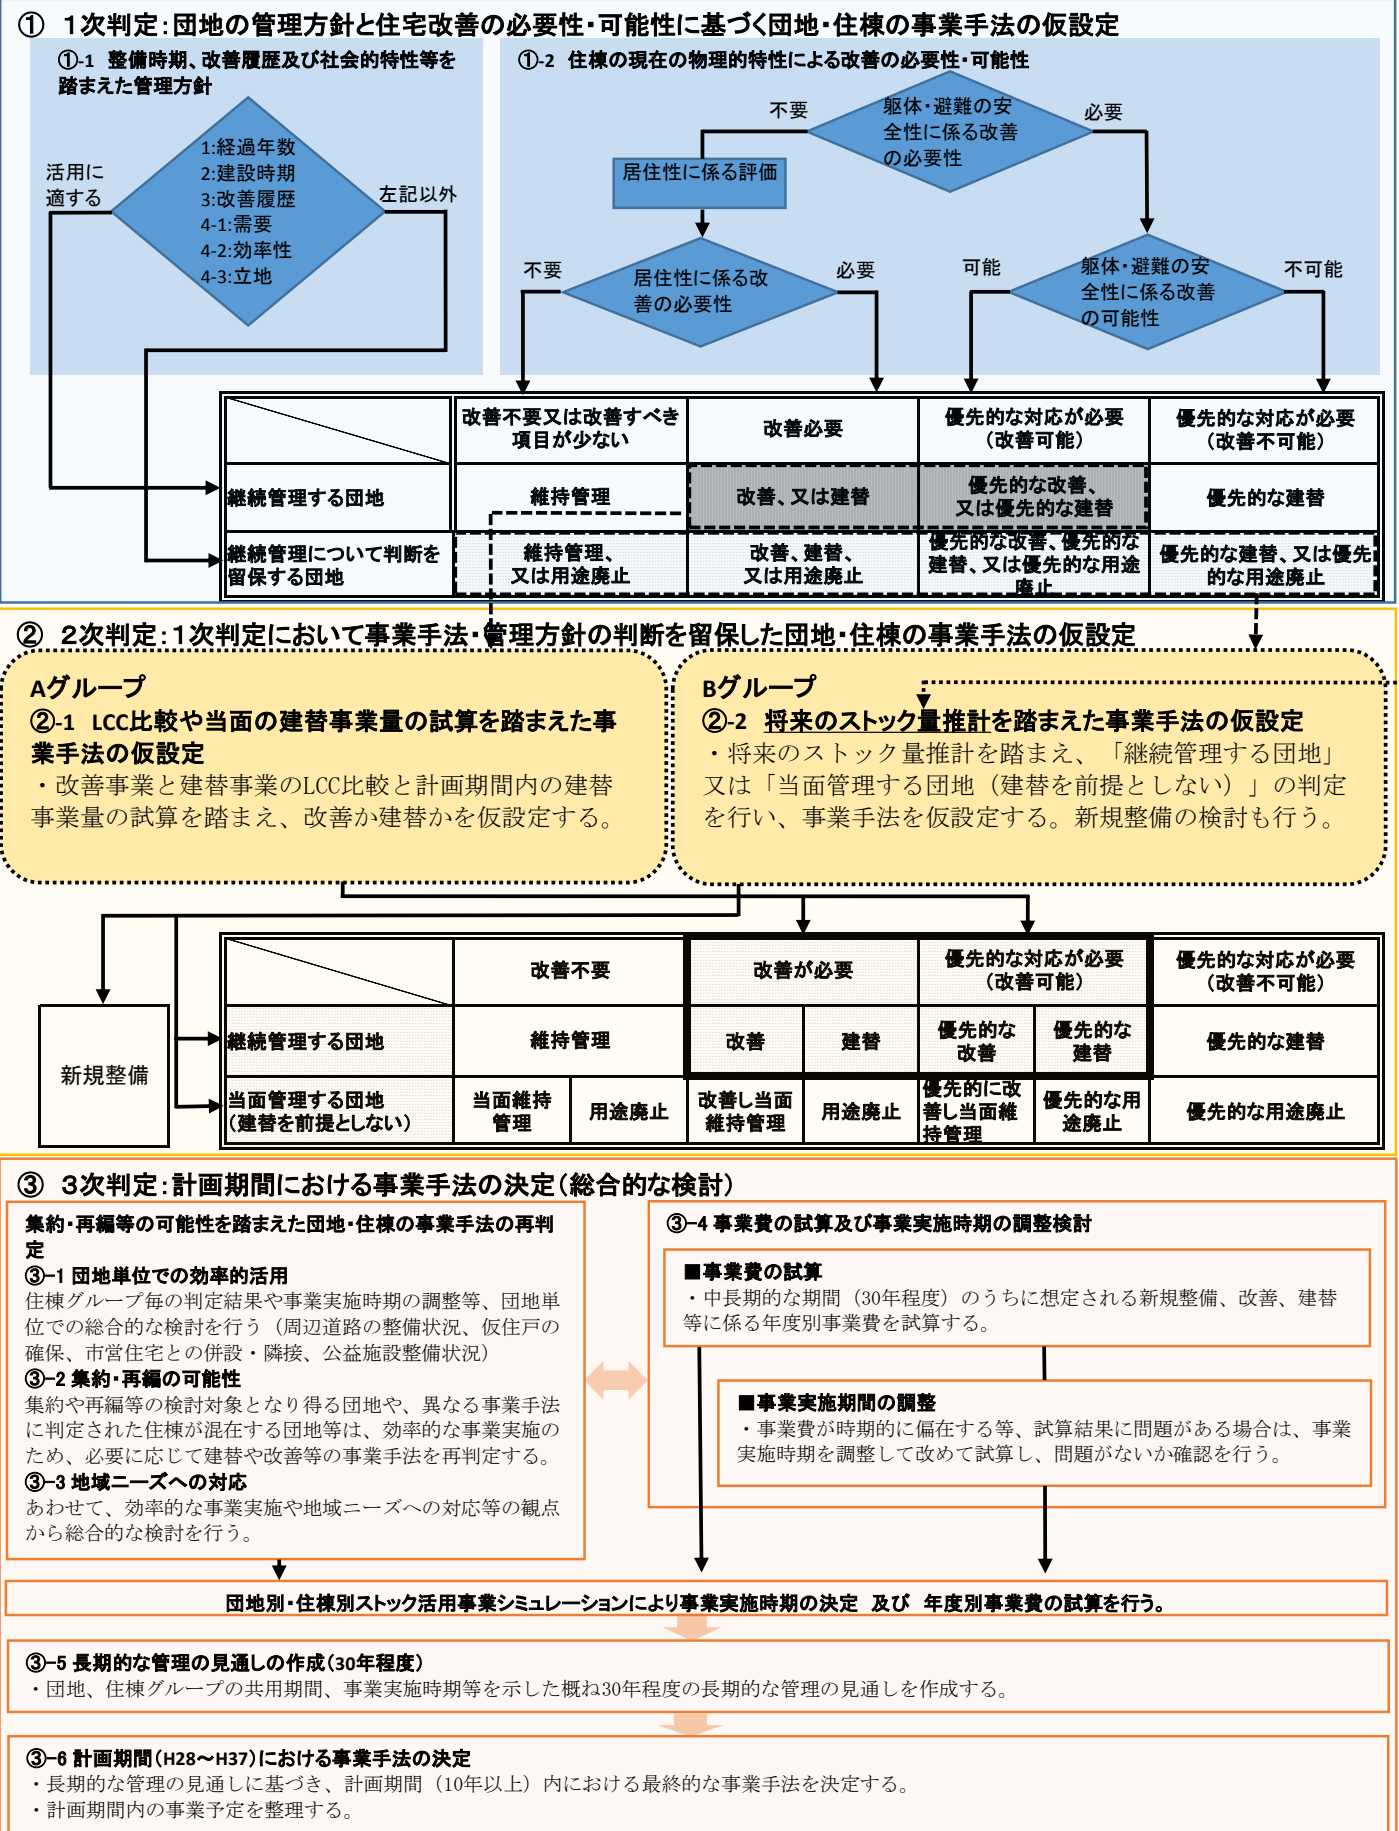 ① １次判定：団地の管理方針と住宅改善の必要性・可能性に基づく団地・住棟の事業手法の仮設定
①-1 整備時期、改善履歴及び社会的特性等を
踏まえた管理方針
活用に
適する
1:経過年数
2:建設時期
3:改善履歴
4-1:需要
4-2:効率性
4-3:立地
左記以外
①-2 住棟の現在の物理的特性による改善の必要性・可能性
不要
躯体・避難の安
全性に係る改善
の必要性
必要
居住性に係る評価
不要
居住性に係る改
善の必要性
必要
可能
躯体・避難の安
全性に係る改善
の可能性
不可能
改善不要又は改善すべき
項目が少ない
改善必要
優先的な対応が必要
（改善可能）
優先的な対応が必要
（改善不可能）
継続管理する団地
維持管理
改善、又は建替
優先的な改善、
又は優先的な建替
優先的な建替
継続管理について判断を
留保する団地
維持管理、
又は用途廃止
改善、建替、
又は用途廃止
優先的な改善、優先的な
建替、又は優先的な用途
廃止
優先的な建替、又は優先
的な用途廃止
② ２次判定：１次判定において事業手法・管理方針の判断を留保した団地・住棟の事業手法の仮設定
Aグループ
②-1 LCC比較や当面の建替事業量の試算を踏まえた事
業手法の仮設定
・改善事業と建替事業のLCC比較と計画期間内の建替
事業量の試算を踏まえ、改善か建替かを仮設定する。
Bグループ
②-2 将来のストック量推計を踏まえた事業手法の仮設定
・将来のストック量推計を踏まえ、「継続管理する団地」
又は「当面管理する団地（建替を前提としない）」の判定
を行い、事業手法を仮設定する。新規整備の検討も行う。
新規整備
改善不要
改善が必要
優先的な対応が必要
（改善可能）
優先的な対応が必要
（改善不可能）
継続管理する団地
維持管理
改善
建替
優先的な
改善
優先的な
建替
優先的な建替
当面管理する団地
（建替を前提としない）
当面維持
管理
用途廃止
改善し当面
維持管理
用途廃止
優先的に改
善し当面維
持管理
優先的な用
途廃止
優先的な用途廃止
③ ３次判定：計画期間における事業手法の決定（総合的な検討）
集約・再編等の可能性を踏まえた団地・住棟の事業手法の再判
定
③-1 団地単位での効率的活用
住棟グループ毎の判定結果や事業実施時期の調整等、団地単
位での総合的な検討を行う（周辺道路の整備状況、仮住戸の
確保、市営住宅との併設・隣接、公益施設整備状況）
③-2 集約・再編の可能性
集約や再編等の検討対象となり得る団地や、異なる事業手法
に判定された住棟が混在する団地等は、効率的な事業実施の
ため、必要に応じて建替や改善等の事業手法を再判定する。
③-3 地域ニーズへの対応
あわせて、効率的な事業実施や地域ニーズへの対応等の観点
から総合的な検討を行う。
③-4 事業費の試算及び事業実施時期の調整検討
■事業費の試算
・中長期的な期間（30年程度）のうちに想定される新規整備、改善、建替
等に係る年度別事業費を試算する。
■事業実施期間の調整
・事業費が時期的に偏在する等、試算結果に問題がある場合は、事業
実施時期を調整して改めて試算し、問題がないか確認を行う。
団地別・住棟別ストック活用事業シミュレーションにより事業実施時期の決定 及び 年度別事業費の試算を行う。
③-5 長期的な管理の見通しの作成（30年程度）
・団地、住棟グループの共用期間、事業実施時期等を示した概ね30年程度の長期的な管理の見通しを作成する。
③-6 計画期間（H28～H37）における事業手法の決定
・長期的な管理の見通しに基づき、計画期間（10年以上）内における最終的な事業手法を決定する。
・計画期間内の事業予定を整理する。